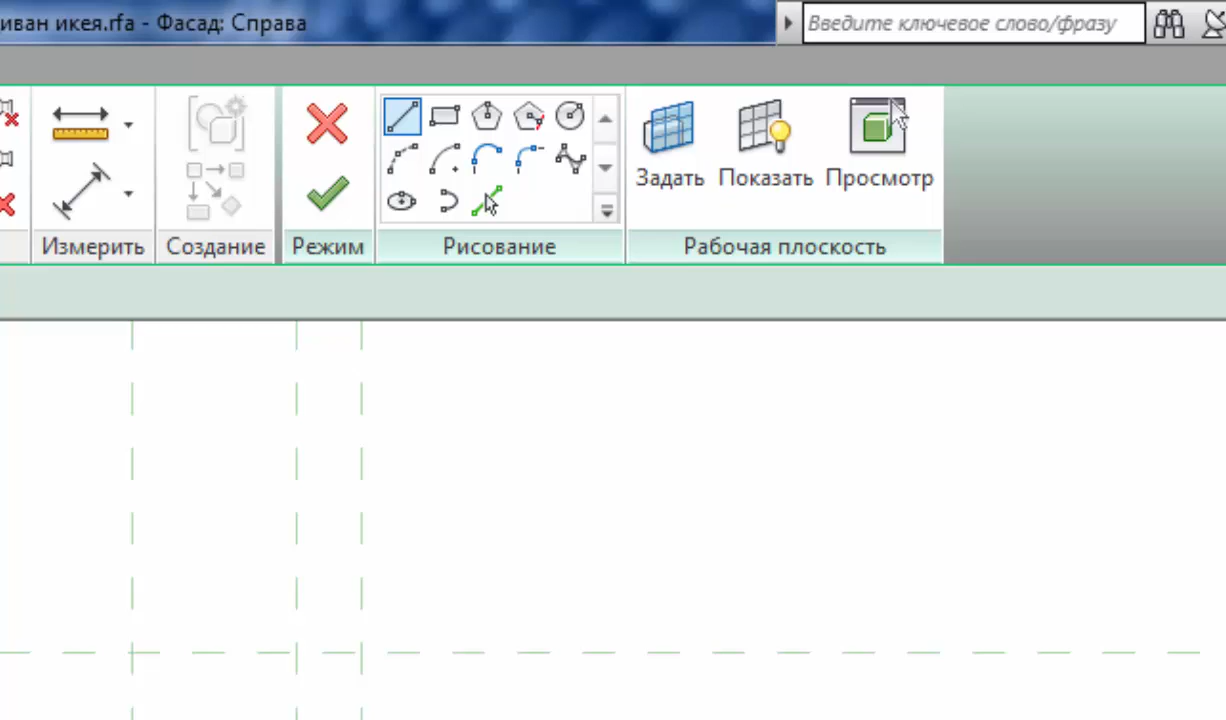 иван икея.rfa - Фасад: Справа
Введите ключевое слово/фразу
Задать
Показать
Просмотр
Измерить
Создание
Режим
Рисование
Рабочая плоскость